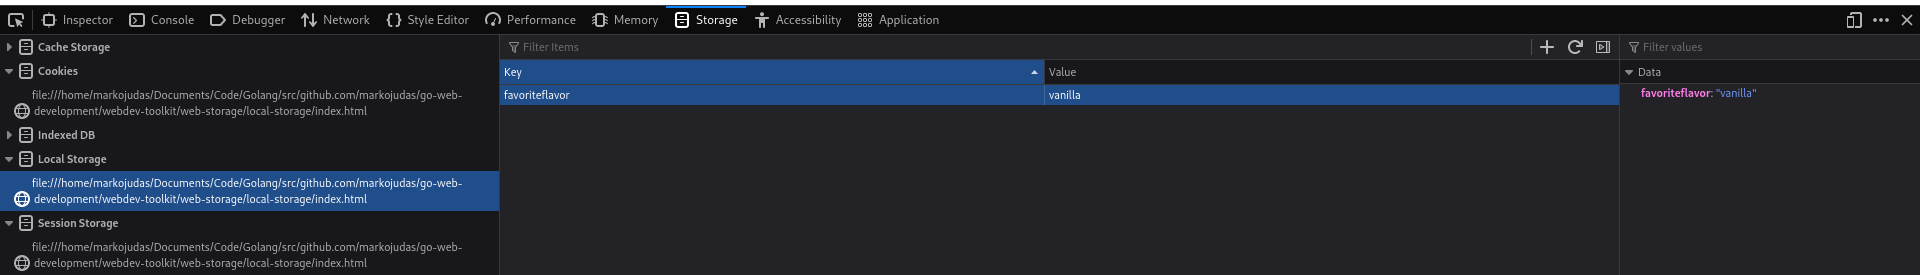 Inspector Console Debugger Network Style Editor Performance Memory Storage Accessibility Application
Cache Storage
Cookies
file:///home/markojudas/Documents/Code/Golang/src/github.com/markojudas/go-web-
development/webdev-toolkit/web-storage/local-storage/index.html
Indexed DB
Local Storage
file:///home/markojudas/Documents/Code/Golang/src/github.com/markojudas/go-web-
development/webdev-toolkit/web-storage/local-storage/index.html
Session Storage
file:///home/markojudas/Documents/Code/Golang/src/github.com/markojudas/go-web-
development/webdev-toolkit/web-storage/local-storage/index.html
Filter Items
Key Value
favoriteflavor vanilla
Filter values
Data
favoriteflavor: "vanilla"